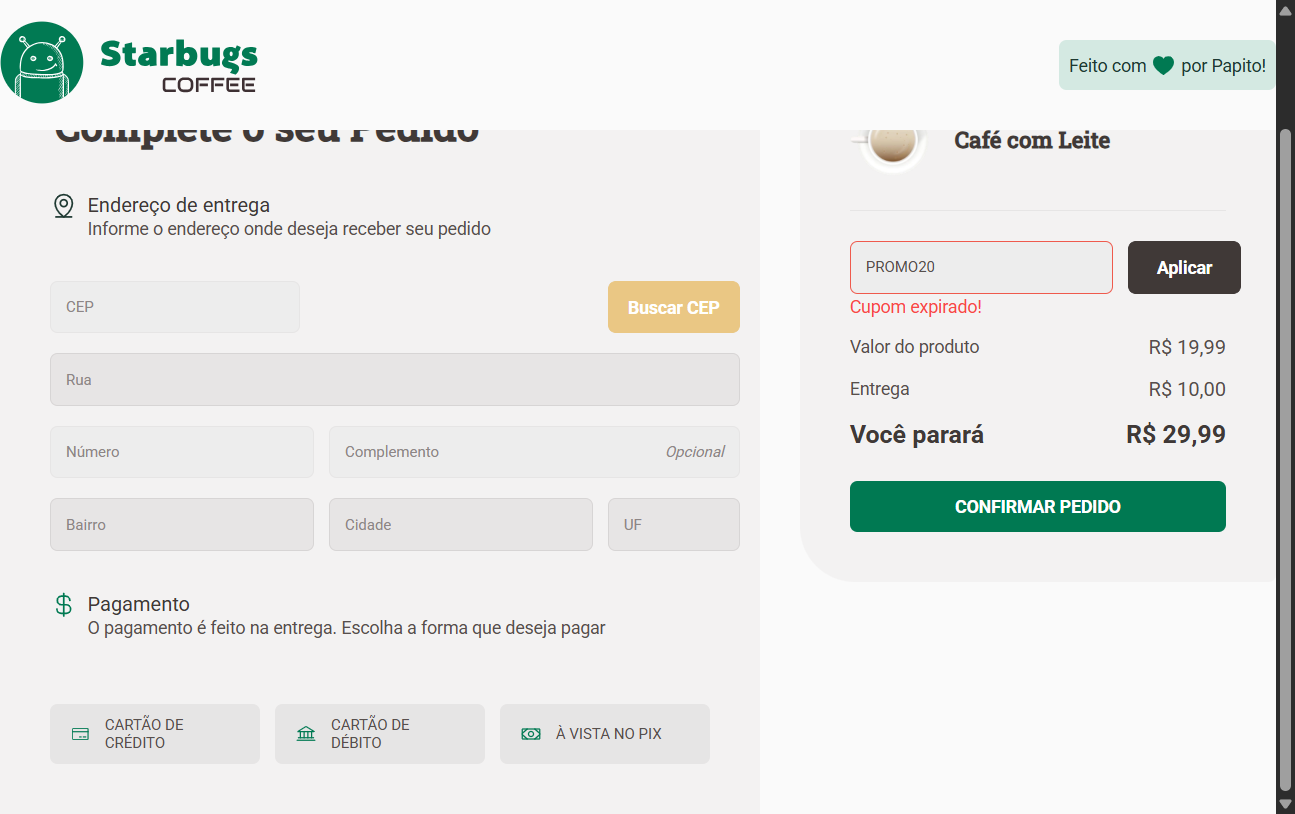 Starbugs
COFFEE
Feito com por Papito!
Complete o seu Pedido
Endereço de entrega
Informe o endereço onde deseja receber seu pedido
CEP
Buscar CEP
Rua
Número
Complemento
Opcional
Bairro
Cidade
UF
Pagamento
O pagamento é feito na entrega. Escolha a forma que deseja pagar
CARTÃO DE
CRÉDITO
CARTÃO DE
DÉBITO
À VISTA NO PIX
Café com Leite
PROMO20
Aplicar
Cupom expirado!
Valor do produto R$ 19,99
Entrega R$ 10,00
Você parará R$ 29,99
CONFIRMAR PEDIDO